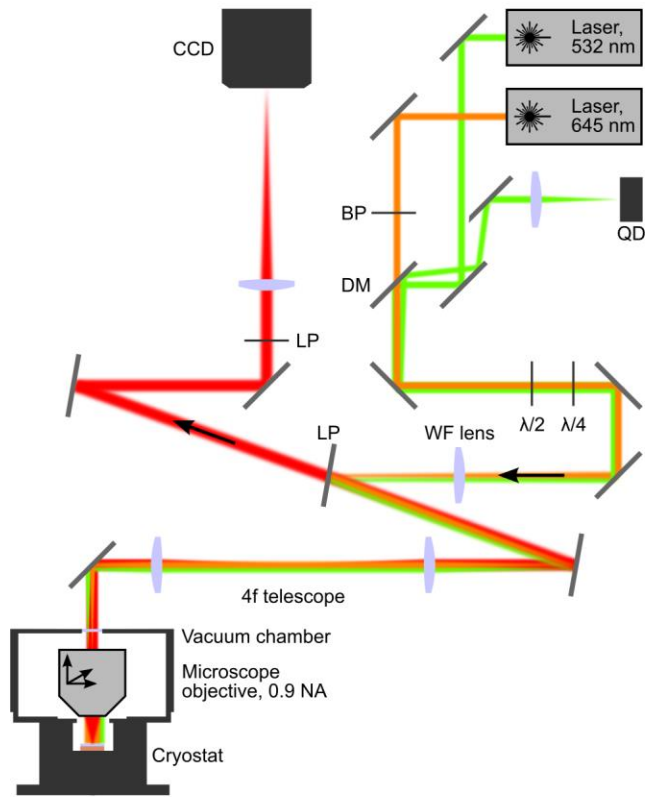 CCD
Laser,
532 nm
Laser,
645 nm
BP
QD
DM
LP
λ/2
λ/4
LP
WF lens
4f telescope
Vacuum chamber
Microscope
objective, 0.9 NA
Cryostat